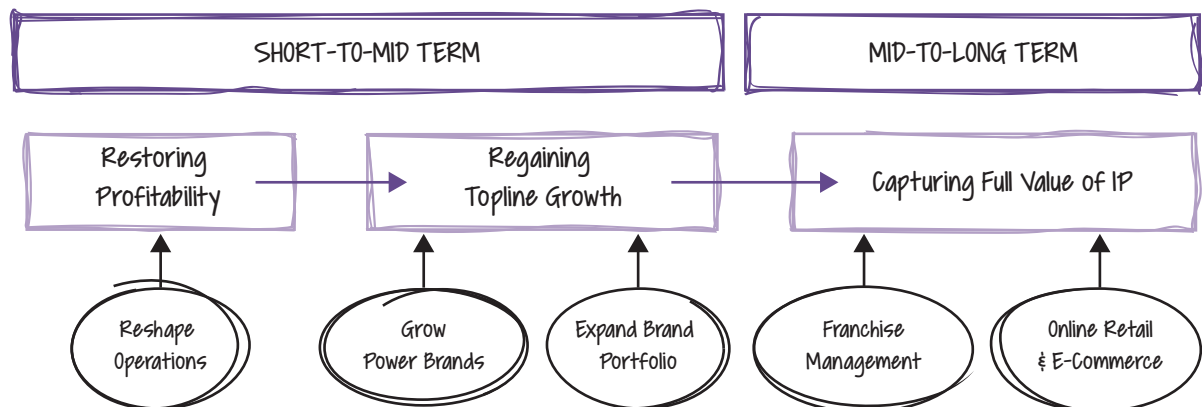 SHORT-TO-MID TERM
MID-TO-LONG TERM
Restoring
Profitability
Regaining
Topline Growth
Capturing Full Value of IP
Reshape
Operations
Grow
Power Brands
Expand Brand
Portfolio
Franchise
Management
Online Retail
& E-Commerce